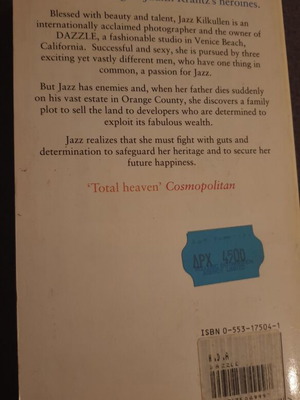 Krantz's heroines.
Blessed with beauty and talent, Jazz Kilkullen is an
internationally acclaimed photographer and the owner of
DAZZLE, a fashionable studio in Venice Beach,
California. Successful and sexy, she is pursued by three
exciting yet vastly different men, who have one thing in
common, a passion for Jazz.
But Jazz has enemies and, when her father dies suddenly
on his vast estate in Orange County, she discovers a family
plot to sell the land to developers who are determined to
exploit its fabulous wealth.
Jazz realizes that she must fight with guts and
determination to safeguard her heritage and to secure her
future happiness.
'Total heaven' Cosmopolitan
ΔΡΧ 4800
ISBN 0-553-17504-1